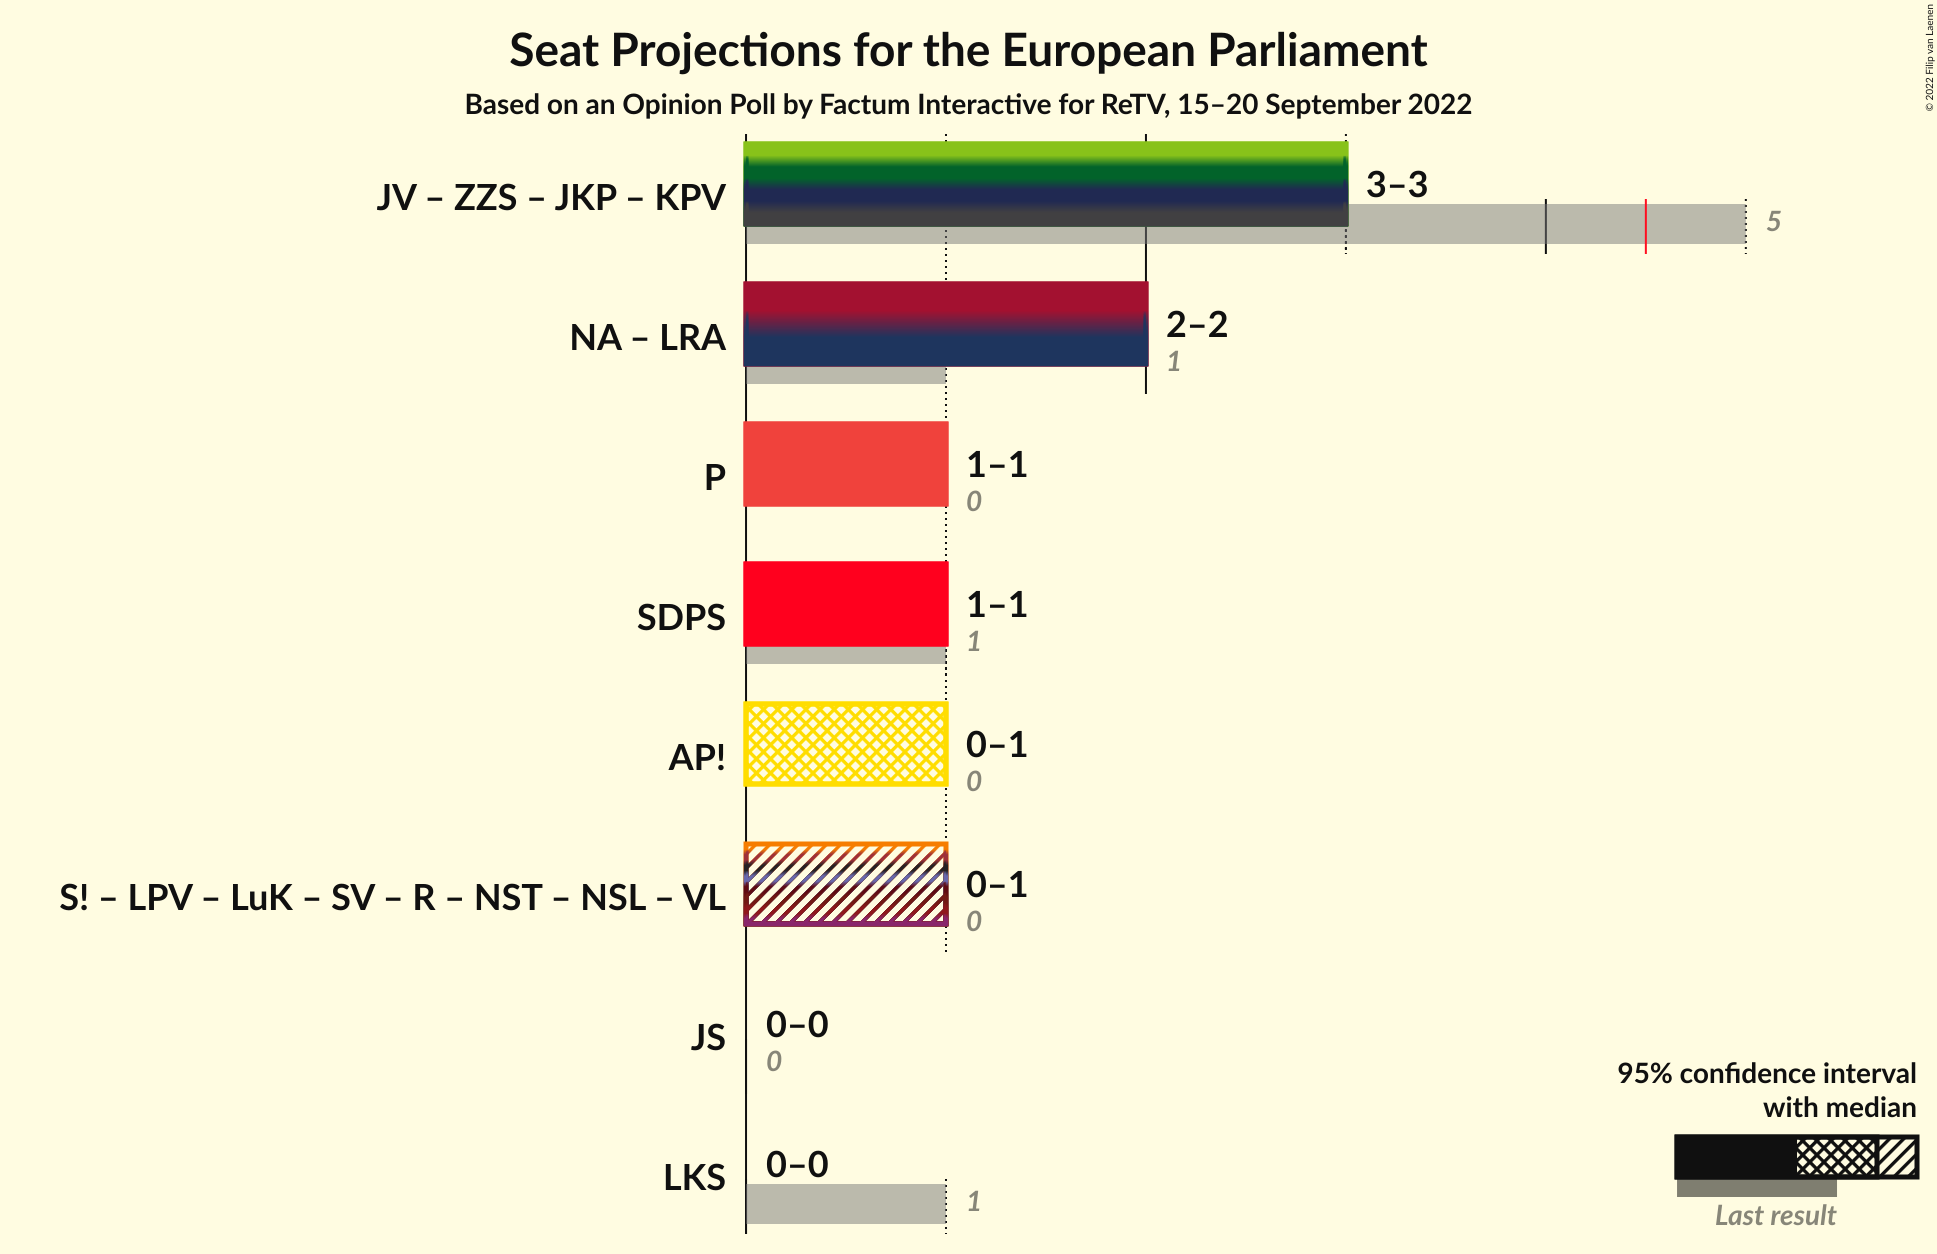 Seat Projections for the European Parliament
Based on an Opinion Poll by Factum Interactive for ReTV, 15–20 September 2022
© 2022 Filip van Laenen
JV – ZZS – JKP – KPV
3–3
5
NA – LRA
2–2
1
P
1–1
0
SDPS
1–1
1
AP!
0–1
0
S! – LPV – LuK – SV – R – NST – NSL – VL
0–1
0
JS
0–0
0
LKS
0–0
1
95% confidence interval
with median
Last result